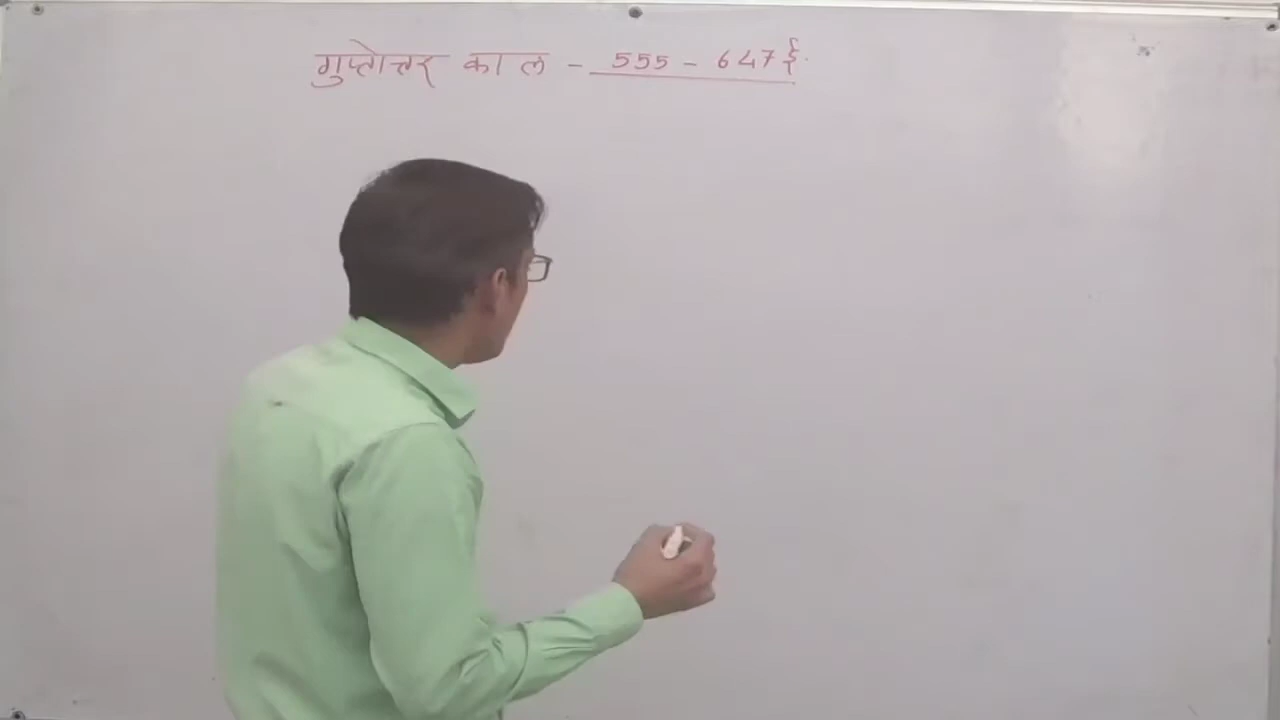 गुप्तोत्तर काल - 555 - 647 ई.